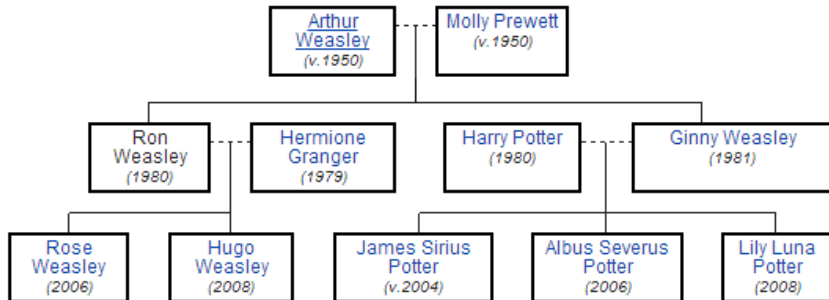 Arthur
Weasley
(v.1950)
Molly Prewett
(v.1950)
Ron
Weasley
(1980)
Hermione
Granger
(1979)
Harry Potter
(1980)
Ginny Weasley
(1981)
Rose
Weasley
(2006)
Hugo
Weasley
(2008)
James Sirius
Potter
(v.2004)
Albus Severus
Potter
(2006)
Lily Luna
Potter
(2008)